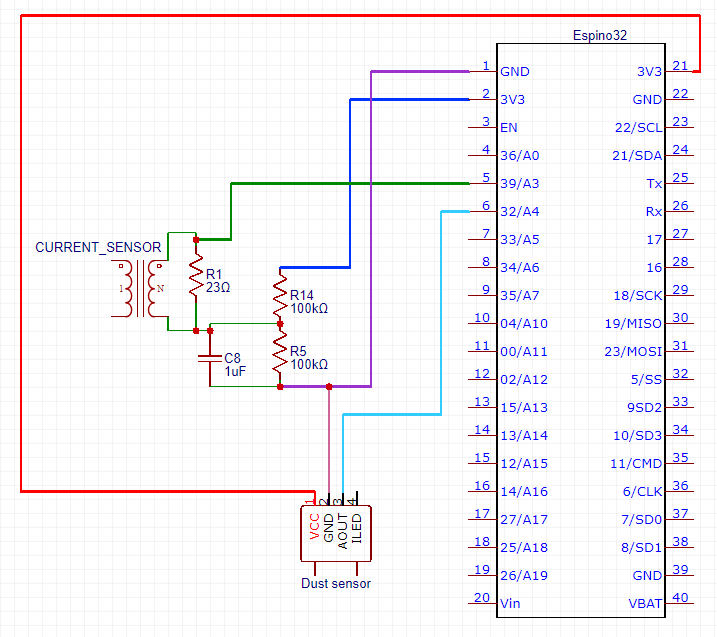 Espino32
1 GND 3V3 21
2 3V3 GND 22
3 EN 22/SCL 23
4 36/A0 21/SDA 24
5 39/A3 Tx 25
6 32/A4 Rx 26
7 33/A5 17 27
8 34/A6 16 28
9 35/A7 18/SCK 29
10 04/A10 19/MISO 30
11 00/A11 23/MOSI 31
12 02/A12 5/SS 32
13 15/A13 9SD2 33
14 13/A14 10/SD3 34
15 12/A15 11/CMD 35
16 14/A16 6/CLK 36
17 27/A17 7/SD0 37
18 25/A18 8/SD1 38
19 26/A19 GND 39
20 Vin VBAT 40
CURRENT_SENSOR
1 N
R1
23Ω
R14
100kΩ
R5
100kΩ
C8
1uF
1 2 3 4
VCC
GND
AOUT
ILED
Dust sensor